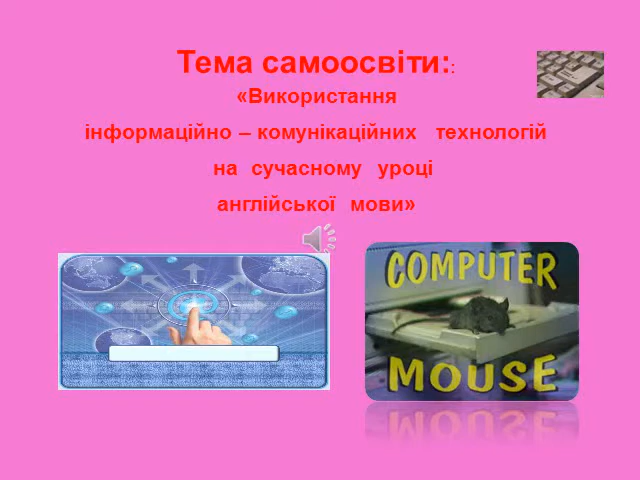 Тема самоосвіти::
«Використання
інформаційно – комунікаційних технологій
на сучасному уроці
англійської мови»
COMPUTER
MOUSE